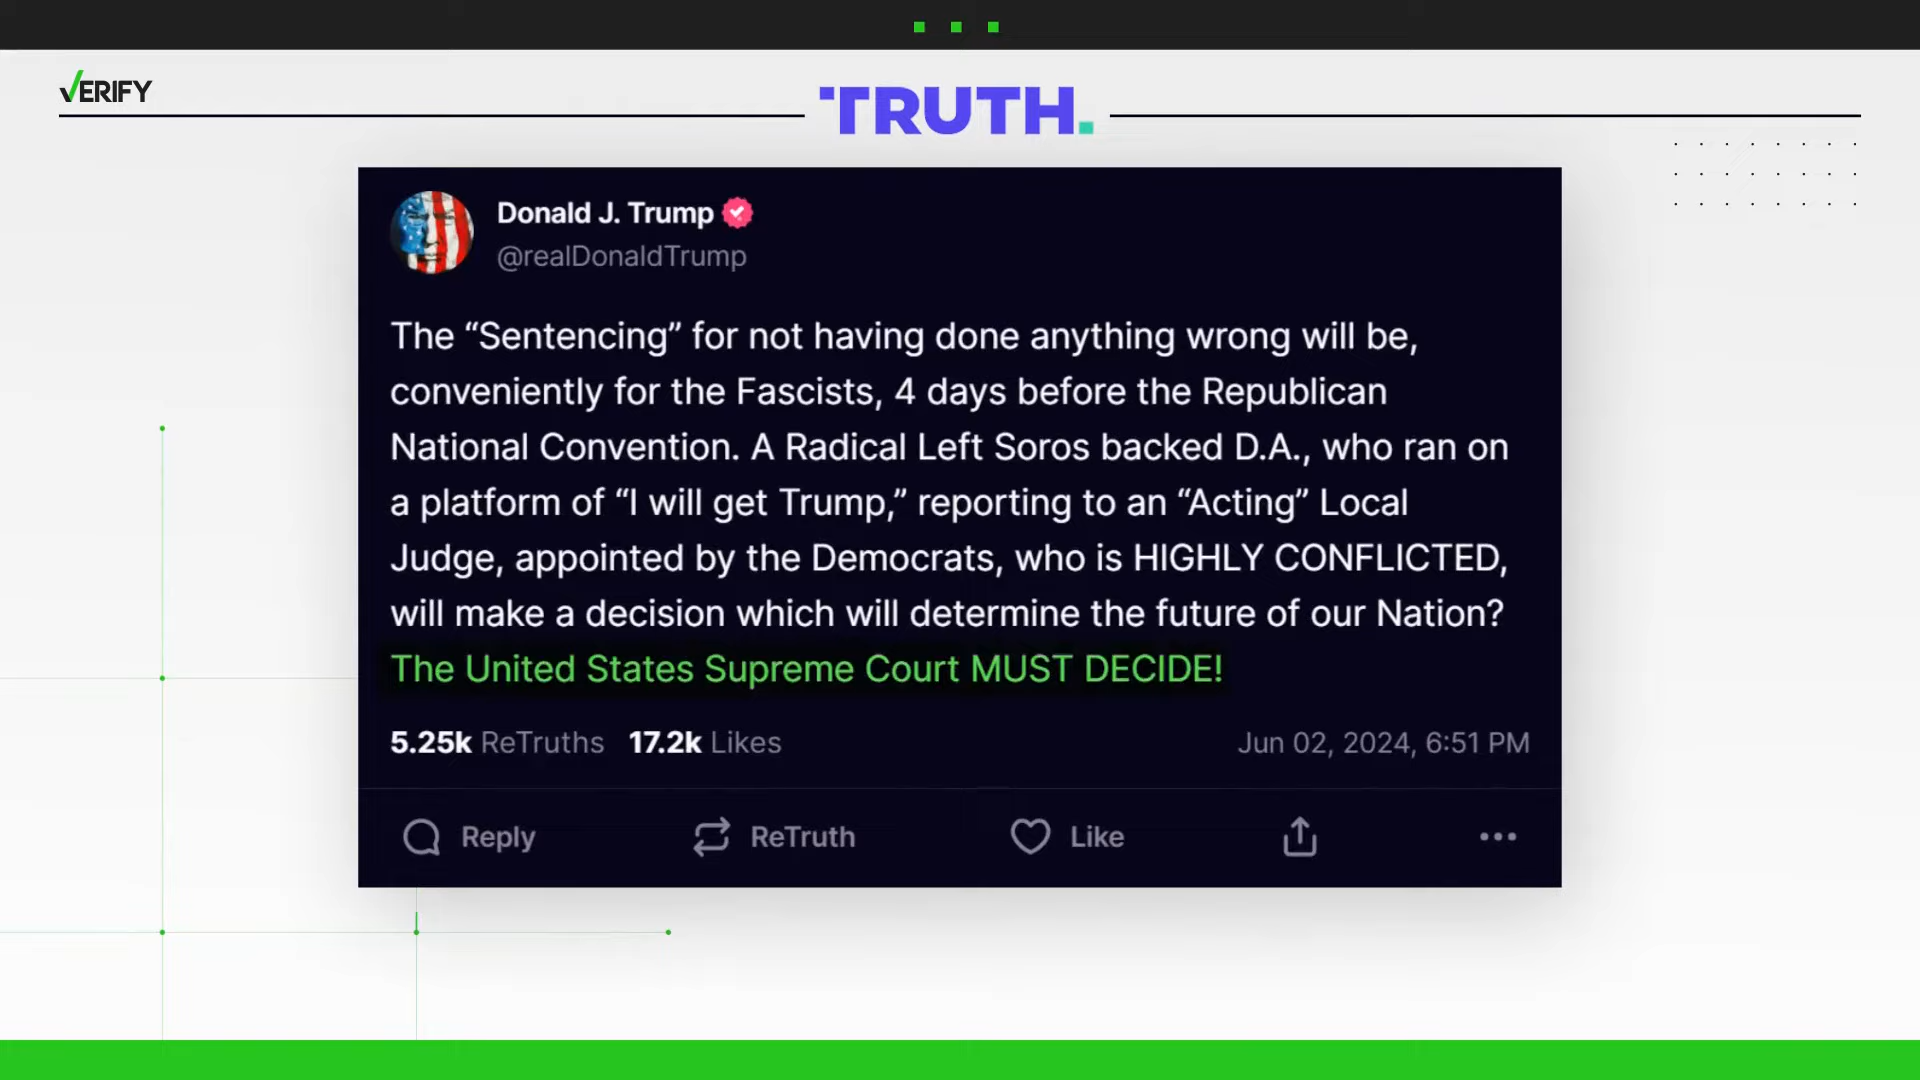 VERIFY
TRUTH.
Donald J. Trump
@realDonaldTrump
The “Sentencing” for not having done anything wrong will be,
conveniently for the Fascists, 4 days before the Republican
National Convention. A Radical Left Soros backed D.A., who ran on
a platform of “I will get Trump,” reporting to an “Acting” Local
Judge, appointed by the Democrats, who is HIGHLY CONFLICTED,
will make a decision which will determine the future of our Nation?
The United States Supreme Court MUST DECIDE!
5.25k ReTruths 17.2k Likes Jun 02, 2024, 6:51 PM
Reply ReTruth Like